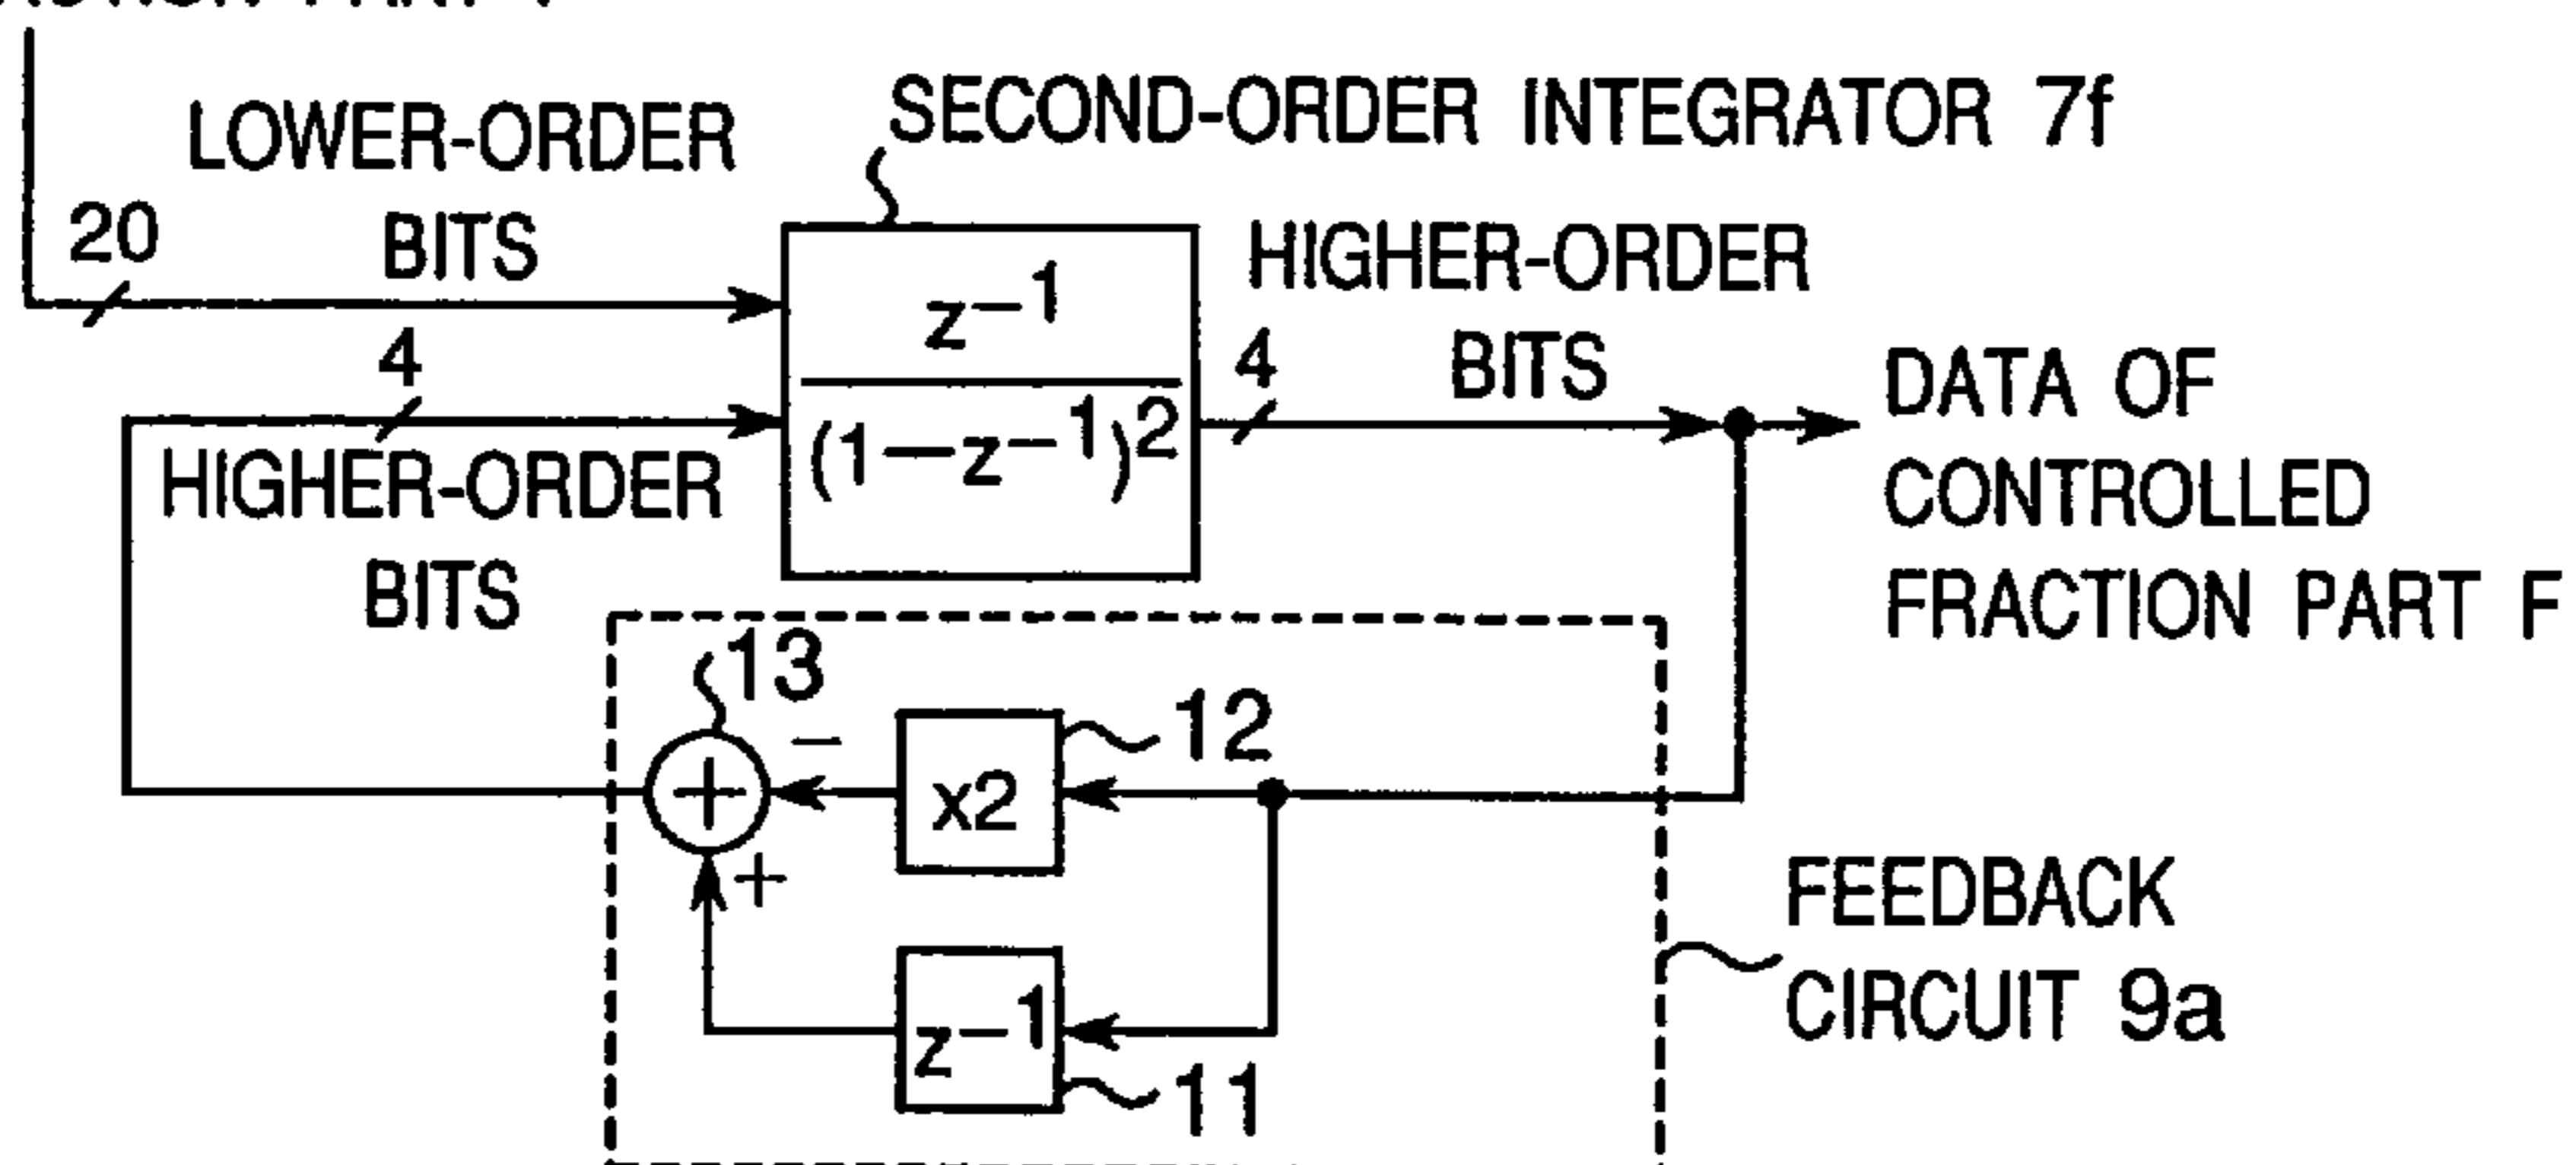 SECOND-ORDER INTEGRATOR 7f
LOWER-ORDER
BITS
20
4
HIGHER-ORDER
BITS
z−1
(1−z−1)2
HIGHER-ORDER
BITS
4
DATA OF
CONTROLLED
FRACTION PART F
13
−
+
+
x2
12
z−1
11
FEEDBACK
CIRCUIT 9a